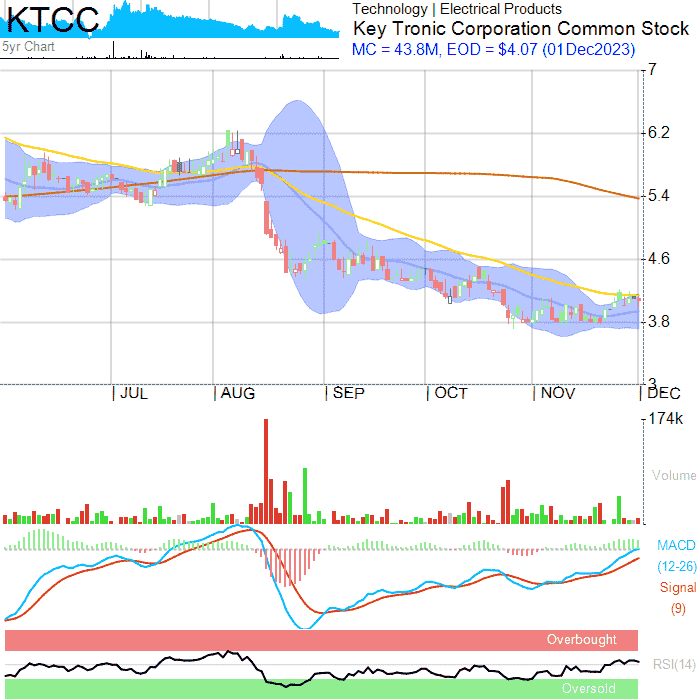 KTCC
5yr Chart
Technology | Electrical Products
Key Tronic Corporation Common Stock
MC = 43.8M, EOD = $4.07 (01Dec2023)
7
6.2
5.4
4.6
3.8
3
JUL AUG SEP OCT NOV DEC
174k
Volume
MACD
(12-26)
Signal
(9)
Overbought
RSI(14)
Oversold